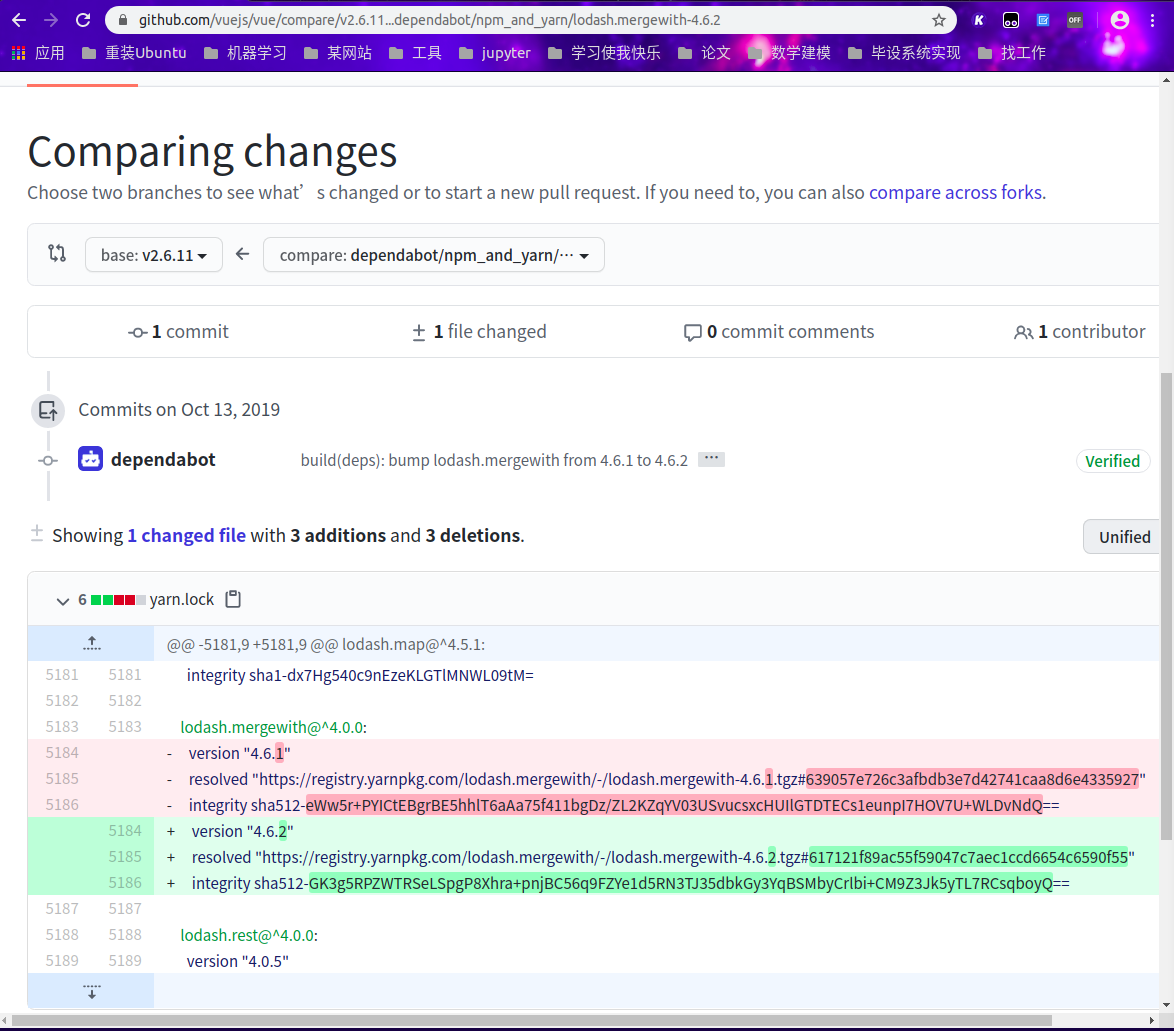 github.com/vuejs/vue/compare/v2.6.11...dependabot/npm_and_yarn/lodash.mergewith-4.6.2
K
OFF
应用 重装Ubuntu 机器学习 某网站 工具 jupyter 学习使我快乐 论文 数学建模 毕设系统实现 找工作
Comparing changes
Choose two branches to see what’s changed or to start a new pull request. If you need to, you can also compare across forks.
base: v2.6.11 compare: dependabot/npm_and_yarn/···
1 commit 1 file changed 0 commit comments 1 contributor
Commits on Oct 13, 2019
dependabot build(deps): bump lodash.mergewith from 4.6.1 to 4.6.2 ··· Verified
Showing 1 changed file with 3 additions and 3 deletions.
Unified
6 yarn.lock
@@ -5181,9 +5181,9 @@ lodash.map@^4.5.1:
5181 5181 integrity sha1-dx7Hg540c9nEzeKLGTlMNWL09tM=
5182 5182
5183 5183 lodash.mergewith@^4.0.0:
5184 - version "4.6.1"
5185 - resolved "https://registry.yarnpkg.com/lodash.mergewith/-/lodash.mergewith-4.6.1.tgz#639057e726c3afbdb3e7d42741caa8d6e4335927"
5186 - integrity sha512-eWw5r+PYICtEBgrBE5hhlT6aAa75f411bgDz/ZL2KZqYV03USvucsxcHUIlGTDTECs1eunpI7HOV7U+WLDvNdQ==
5184 + version "4.6.2"
5185 + resolved "https://registry.yarnpkg.com/lodash.mergewith/-/lodash.mergewith-4.6.2.tgz#617121f89ac55f59047c7aec1ccd6654c6590f55"
5186 + integrity sha512-GK3g5RPZWTRSeLSpgP8Xhra+pnjBC56q9FZYe1d5RN3TJ35dbkGy3YqBSMbyCrlbi+CM9Z3Jk5yTL7RCsqboyQ==
5187 5187
5188 5188 lodash.rest@^4.0.0:
5189 5189 version "4.0.5"